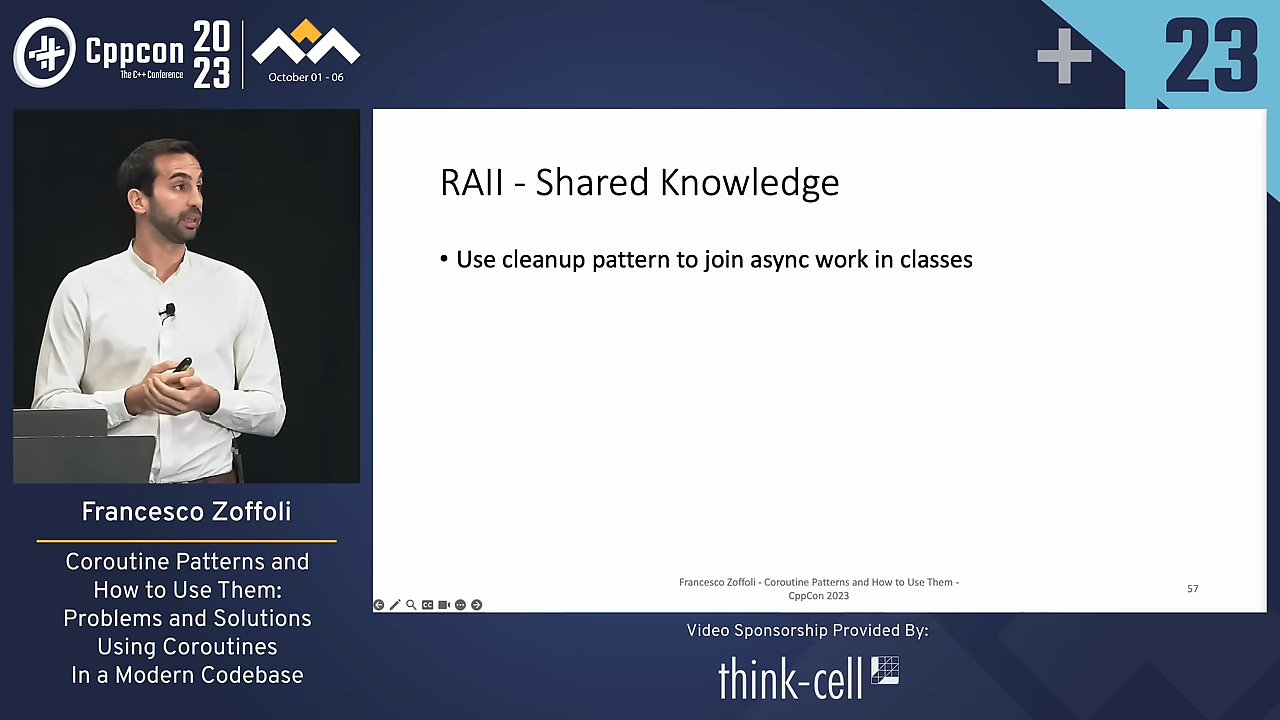 Cppcon
The C++ Conference
20
23
October 01 - 06
23
RAII - Shared Knowledge
• Use cleanup pattern to join async work in classes
Francesco Zoffoli - Coroutine Patterns and How to Use Them -
CppCon 2023
57
CC
Francesco Zoffoli
Coroutine Patterns and
How to Use Them:
Problems and Solutions
Using Coroutines
In a Modern Codebase
Video Sponsorship Provided By:
think-cell